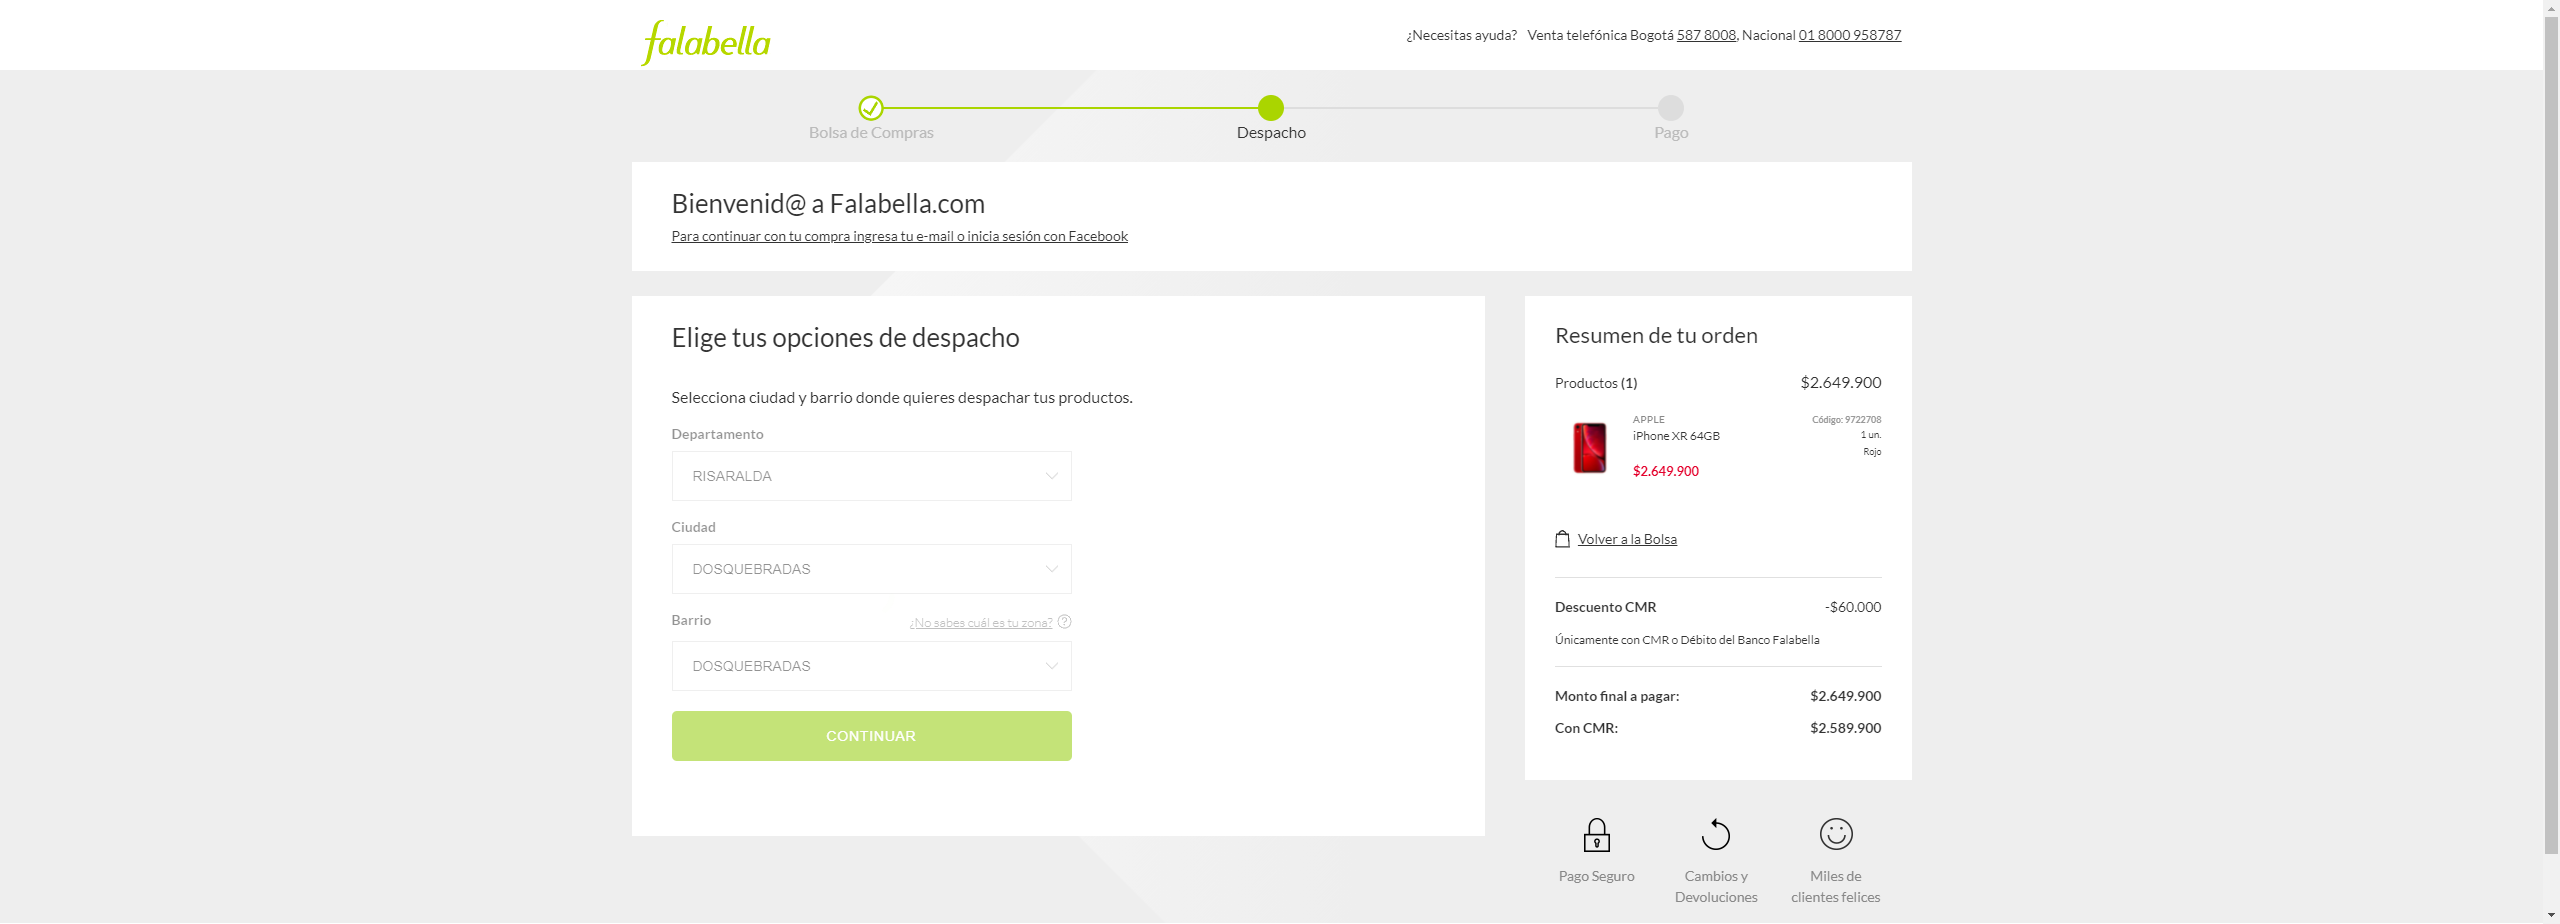 falabella
¿Necesitas ayuda? Venta telefónica Bogotá 587 8008, Nacional 01 8000 958787
Bolsa de Compras
Despacho
Pago
Bienvenid@ a Falabella.com
Para continuar con tu compra ingresa tu e-mail o inicia sesión con Facebook
Elige tus opciones de despacho
Selecciona ciudad y barrio donde quieres despachar tus productos.
Departamento
RISARALDA
Ciudad
DOSQUEBRADAS
Barrio
¿No sabes cuál es tu zona? ?
DOSQUEBRADAS
CONTINUAR
Resumen de tu orden
Productos (1) $2.649.900
APPLE Código: 9722708
iPhone XR 64GB 1 un.
Rojo
$2.649.900
Volver a la Bolsa
Descuento CMR -$60.000
Únicamente con CMR o Débito del Banco Falabella
Monto final a pagar: $2.649.900
Con CMR: $2.589.900
Pago Seguro
Cambios y
Devoluciones
Miles de
clientes felices